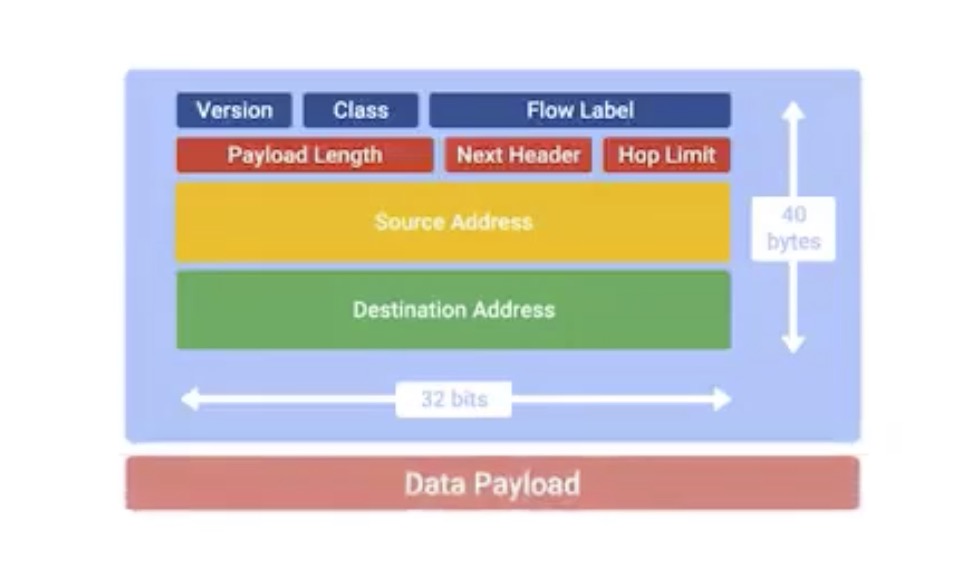 Version Class Flow Label
Payload Length Next Header Hop Limit
Source Address
40
bytes
Destination Address
32 bits
Data Payload